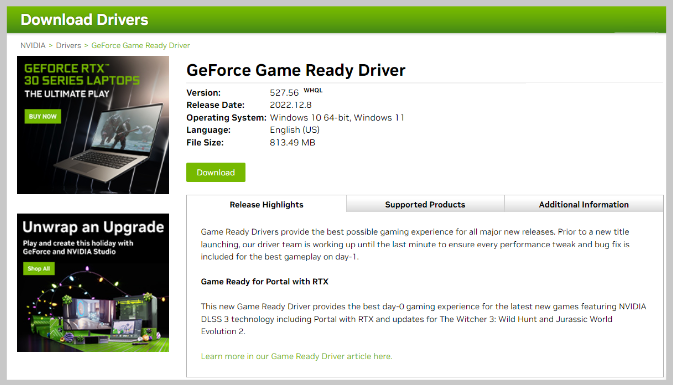 Download Drivers
NVIDIA > Drivers > GeForce Game Ready Driver
GEFORCE RTX™
30 SERIES LAPTOPS
THE ULTIMATE PLAY
BUY NOW
Unwrap an Upgrade
Play and create this holiday with
GeForce and NVIDIA Studio
Shop All
GeForce Game Ready Driver
Version: 527.56 WHQL
Release Date: 2022.12.8
Operating System: Windows 10 64-bit, Windows 11
Language: English (US)
File Size: 813.49 MB
Download
Release Highlights Supported Products Additional Information
Game Ready Drivers provide the best possible gaming experience for all major new releases. Prior to a new title
launching, our driver team is working up until the last minute to ensure every performance tweak and bug fix is
included for the best gameplay on day-1.
Game Ready for Portal with RTX
This new Game Ready Driver provides the best day-0 gaming experience for the latest new games featuring NVIDIA
DLSS 3 technology including Portal with RTX and updates for The Witcher 3: Wild Hunt and Jurassic World
Evolution 2.
Learn more in our Game Ready Driver article here.